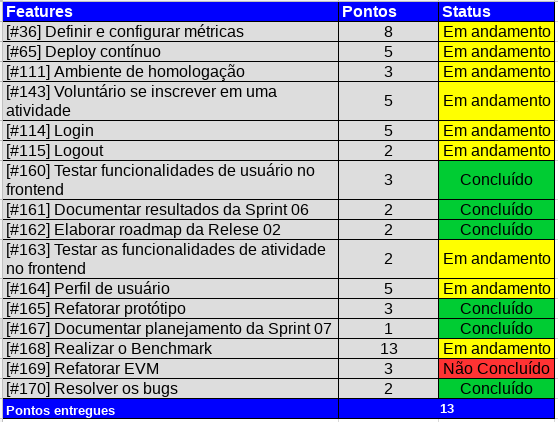 Features Pontos Status
[#36] Definir e configurar métricas 8 Em andamento
[#65] Deploy contínuo 5 Em andamento
[#111] Ambiente de homologação 3 Em andamento
[#143] Voluntário se inscrever em uma
atividade 5 Em andamento
[#114] Login 5 Em andamento
[#115] Logout 2 Em andamento
[#160] Testar funcionalidades de usuário no
frontend 3 Concluído
[#161] Documentar resultados da Sprint 06 2 Concluído
[#162] Elaborar roadmap da Relese 02 2 Concluído
[#163] Testar as funcionalidades de atividade
no frontend 2 Em andamento
[#164] Perfil de usuário 5 Em andamento
[#165] Refatorar protótipo 3 Concluído
[#167] Documentar planejamento da Sprint 07 1 Concluído
[#168] Realizar o Benchmark 13 Em andamento
[#169] Refatorar EVM 3 Não Concluído
[#170] Resolver os bugs 2 Concluído
Pontos entregues 13